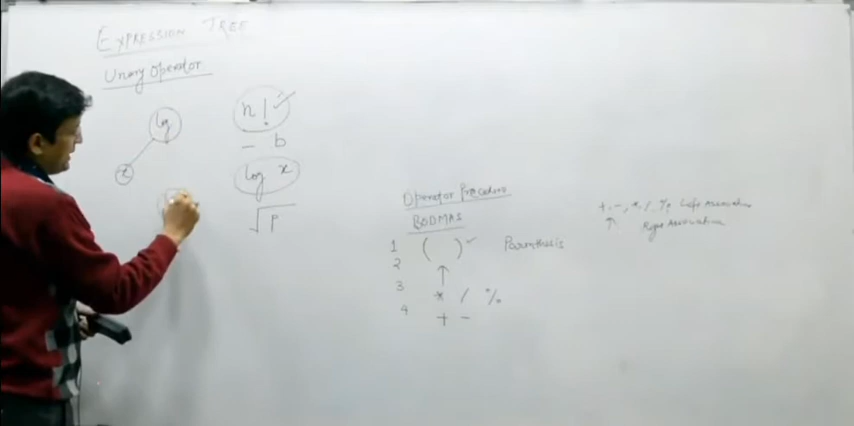 EXPRESSION TREE
Unary operator
log
x
n!
- b
log x
√P
Operator Precedence
BODMAS
1 ( ) Parenthesis
2 ↑
3 * / %
4 + -
+, -, *, /, % Left Associative
↑ Right Associative